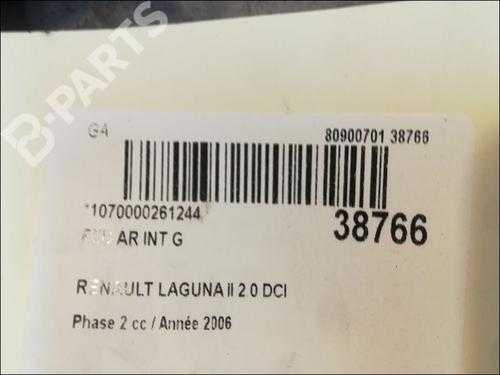 B-PARTS
GA
80900701 38766
*1070000261244
38766
AR INT G
RENAULT LAGUNA II 2.0 DCI
Phase 2 cc / Année 2006